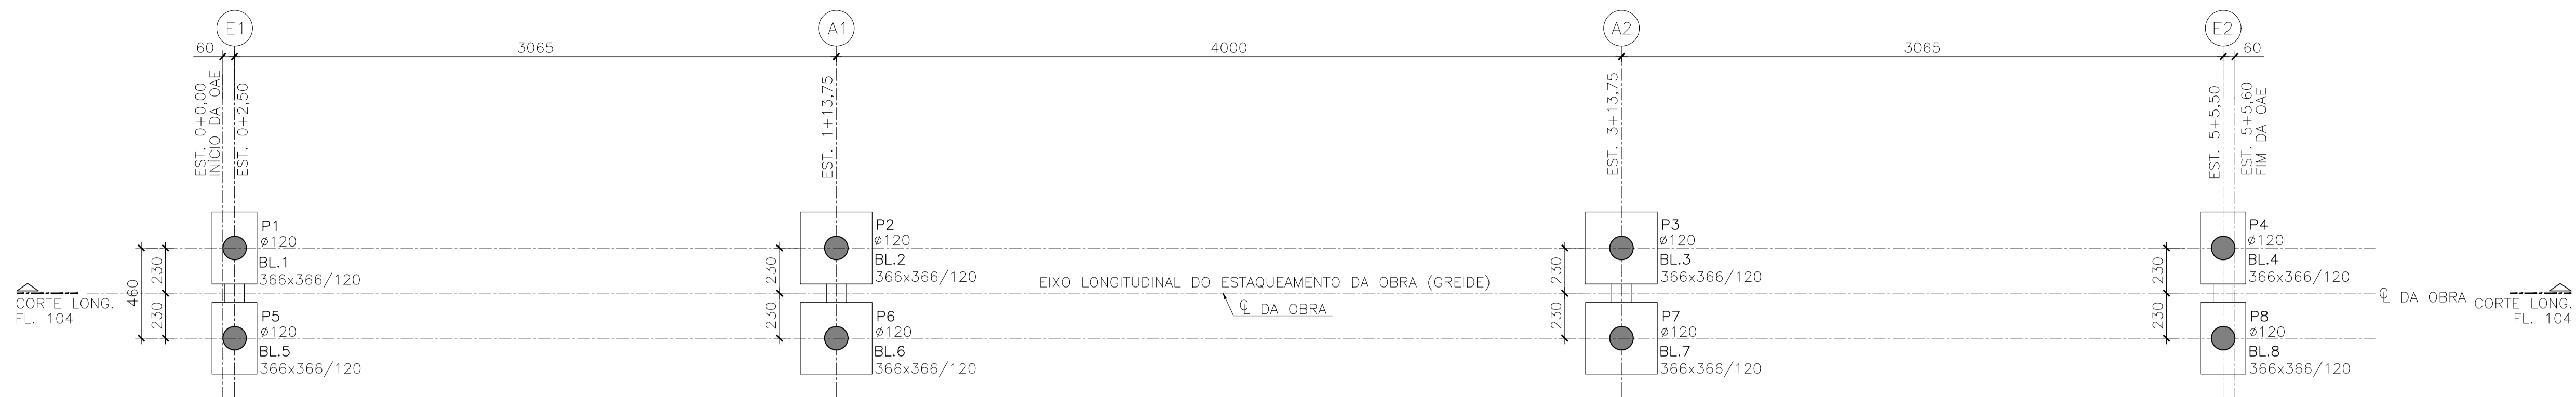 E1
A1
A2
E2
60
3065
4000
3065
60
EST. 0+0,00
INÍCIO DA OAE
EST. 0+2,50
EST. 1+13,75
EST. 3+13,75
EST. 5+5,50
EST. 5+5,60
FIM DA OAE
P1
ø120
BL.1
366x366/120
P2
ø120
BL.2
366x366/120
P3
ø120
BL.3
366x366/120
P4
ø120
BL.4
366x366/120
460
230
230
230
230
230
230
230
230
CORTE LONG.
FL. 104
EIXO LONGITUDINAL DO ESTAQUEAMENTO DA OBRA (GREIDE)
℄ DA OBRA
℄ DA OBRA
CORTE LONG.
FL. 104
P5
ø120
BL.5
366x366/120
P6
ø120
BL.6
366x366/120
P7
ø120
BL.7
366x366/120
P8
ø120
BL.8
366x366/120